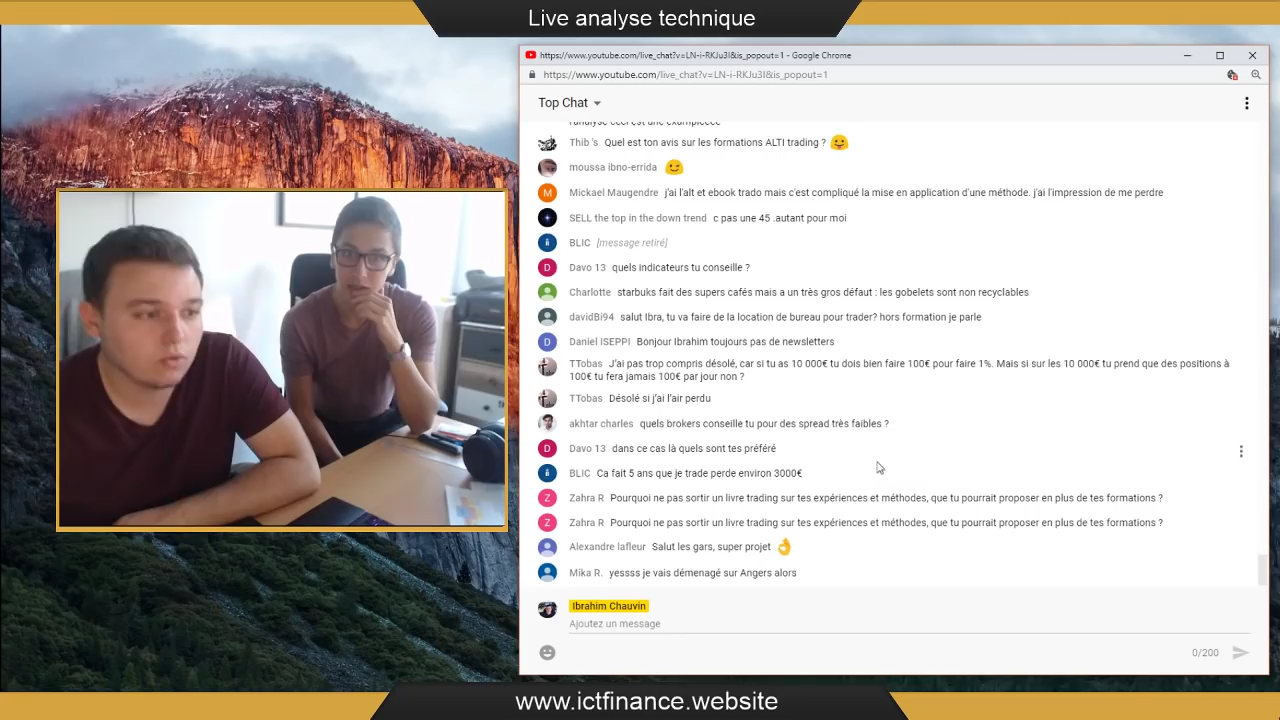 Live analyse technique
https://www.youtube.com/live_chat?v=LN-i-RKJu3I&is_popout=1 - Google Chrome
https://www.youtube.com/live_chat?v=LN-i-RKJu3I&is_popout=1
Top Chat
Thib 's Quel est ton avis sur les formations ALTI trading ?
moussa ibno-errida
M Mickael Maugendre j'ai l'alt et ebook trado mais c'est compliqué la mise en application d'une méthode. j'ai l'impression de me perdre
SELL the top in the down trend c pas une 45 .autant pour moi
BLIC [message retiré]
D Davo 13 quels indicateurs tu conseille ?
Charlotte starbuks fait des supers cafés mais a un très gros défaut : les gobelets sont non recyclables
davidBi94 salut Ibra, tu va faire de la location de bureau pour trader? hors formation je parle
Daniel ISEPPI Bonjour Ibrahim toujours pas de newsletters
TTobas J'ai pas trop compris désolé, car si tu as 10 000€ tu dois bien faire 100€ pour faire 1%. Mais si sur les 10 000€ tu prend que des positions à
100€ tu fera jamais 100€ par jour non ?
TTobas Désolé si j'ai l'air perdu
akhtar charles quels brokers conseille tu pour des spread très faibles ?
D Davo 13 dans ce cas là quels sont tes préféré
BLIC Ca fait 5 ans que je trade perde environ 3000€
Z Zahra R Pourquoi ne pas sortir un livre trading sur tes expériences et méthodes, que tu pourrait proposer en plus de tes formations ?
Z Zahra R Pourquoi ne pas sortir un livre trading sur tes expériences et méthodes, que tu pourrait proposer en plus de tes formations ?
Alexandre lafleur Salut les gars, super projet
Mika R. yessss je vais démenagé sur Angers alors
Ibrahim Chauvin
Ajoutez un message
0/200
www.ictfinance.website